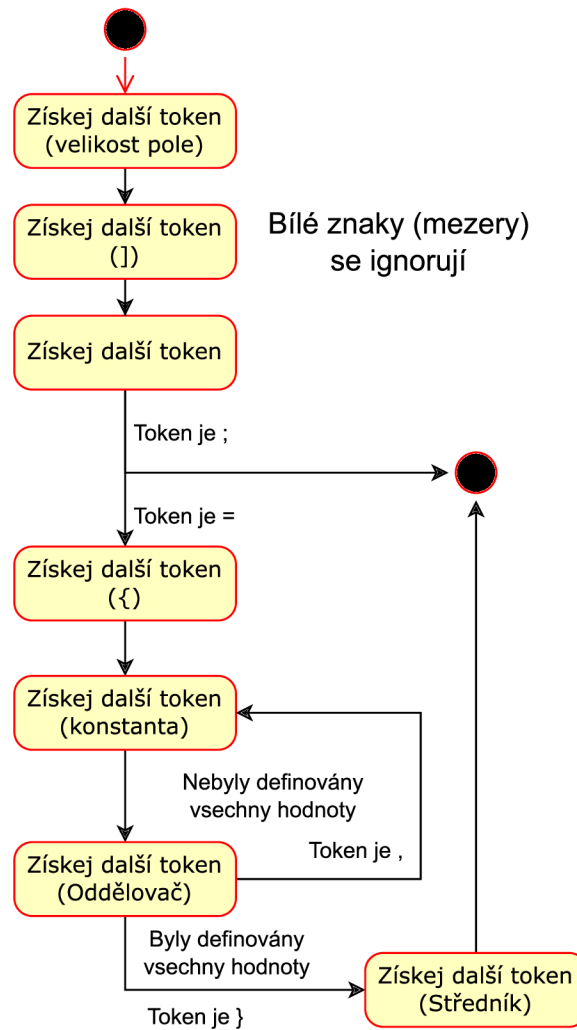 Získej další token
(velikost pole)
Získej další token
(])
Bílé znaky (mezery)
se ignorují
Získej další token
Token je ;
Token je =
Získej další token
({)
Získej další token
(konstanta)
Nebyly definovány
vsechny hodnoty
Token je ,
Získej další token
(Oddělovač)
Byly definovány
vsechny hodnoty
Token je }
Získej další token
(Středník)